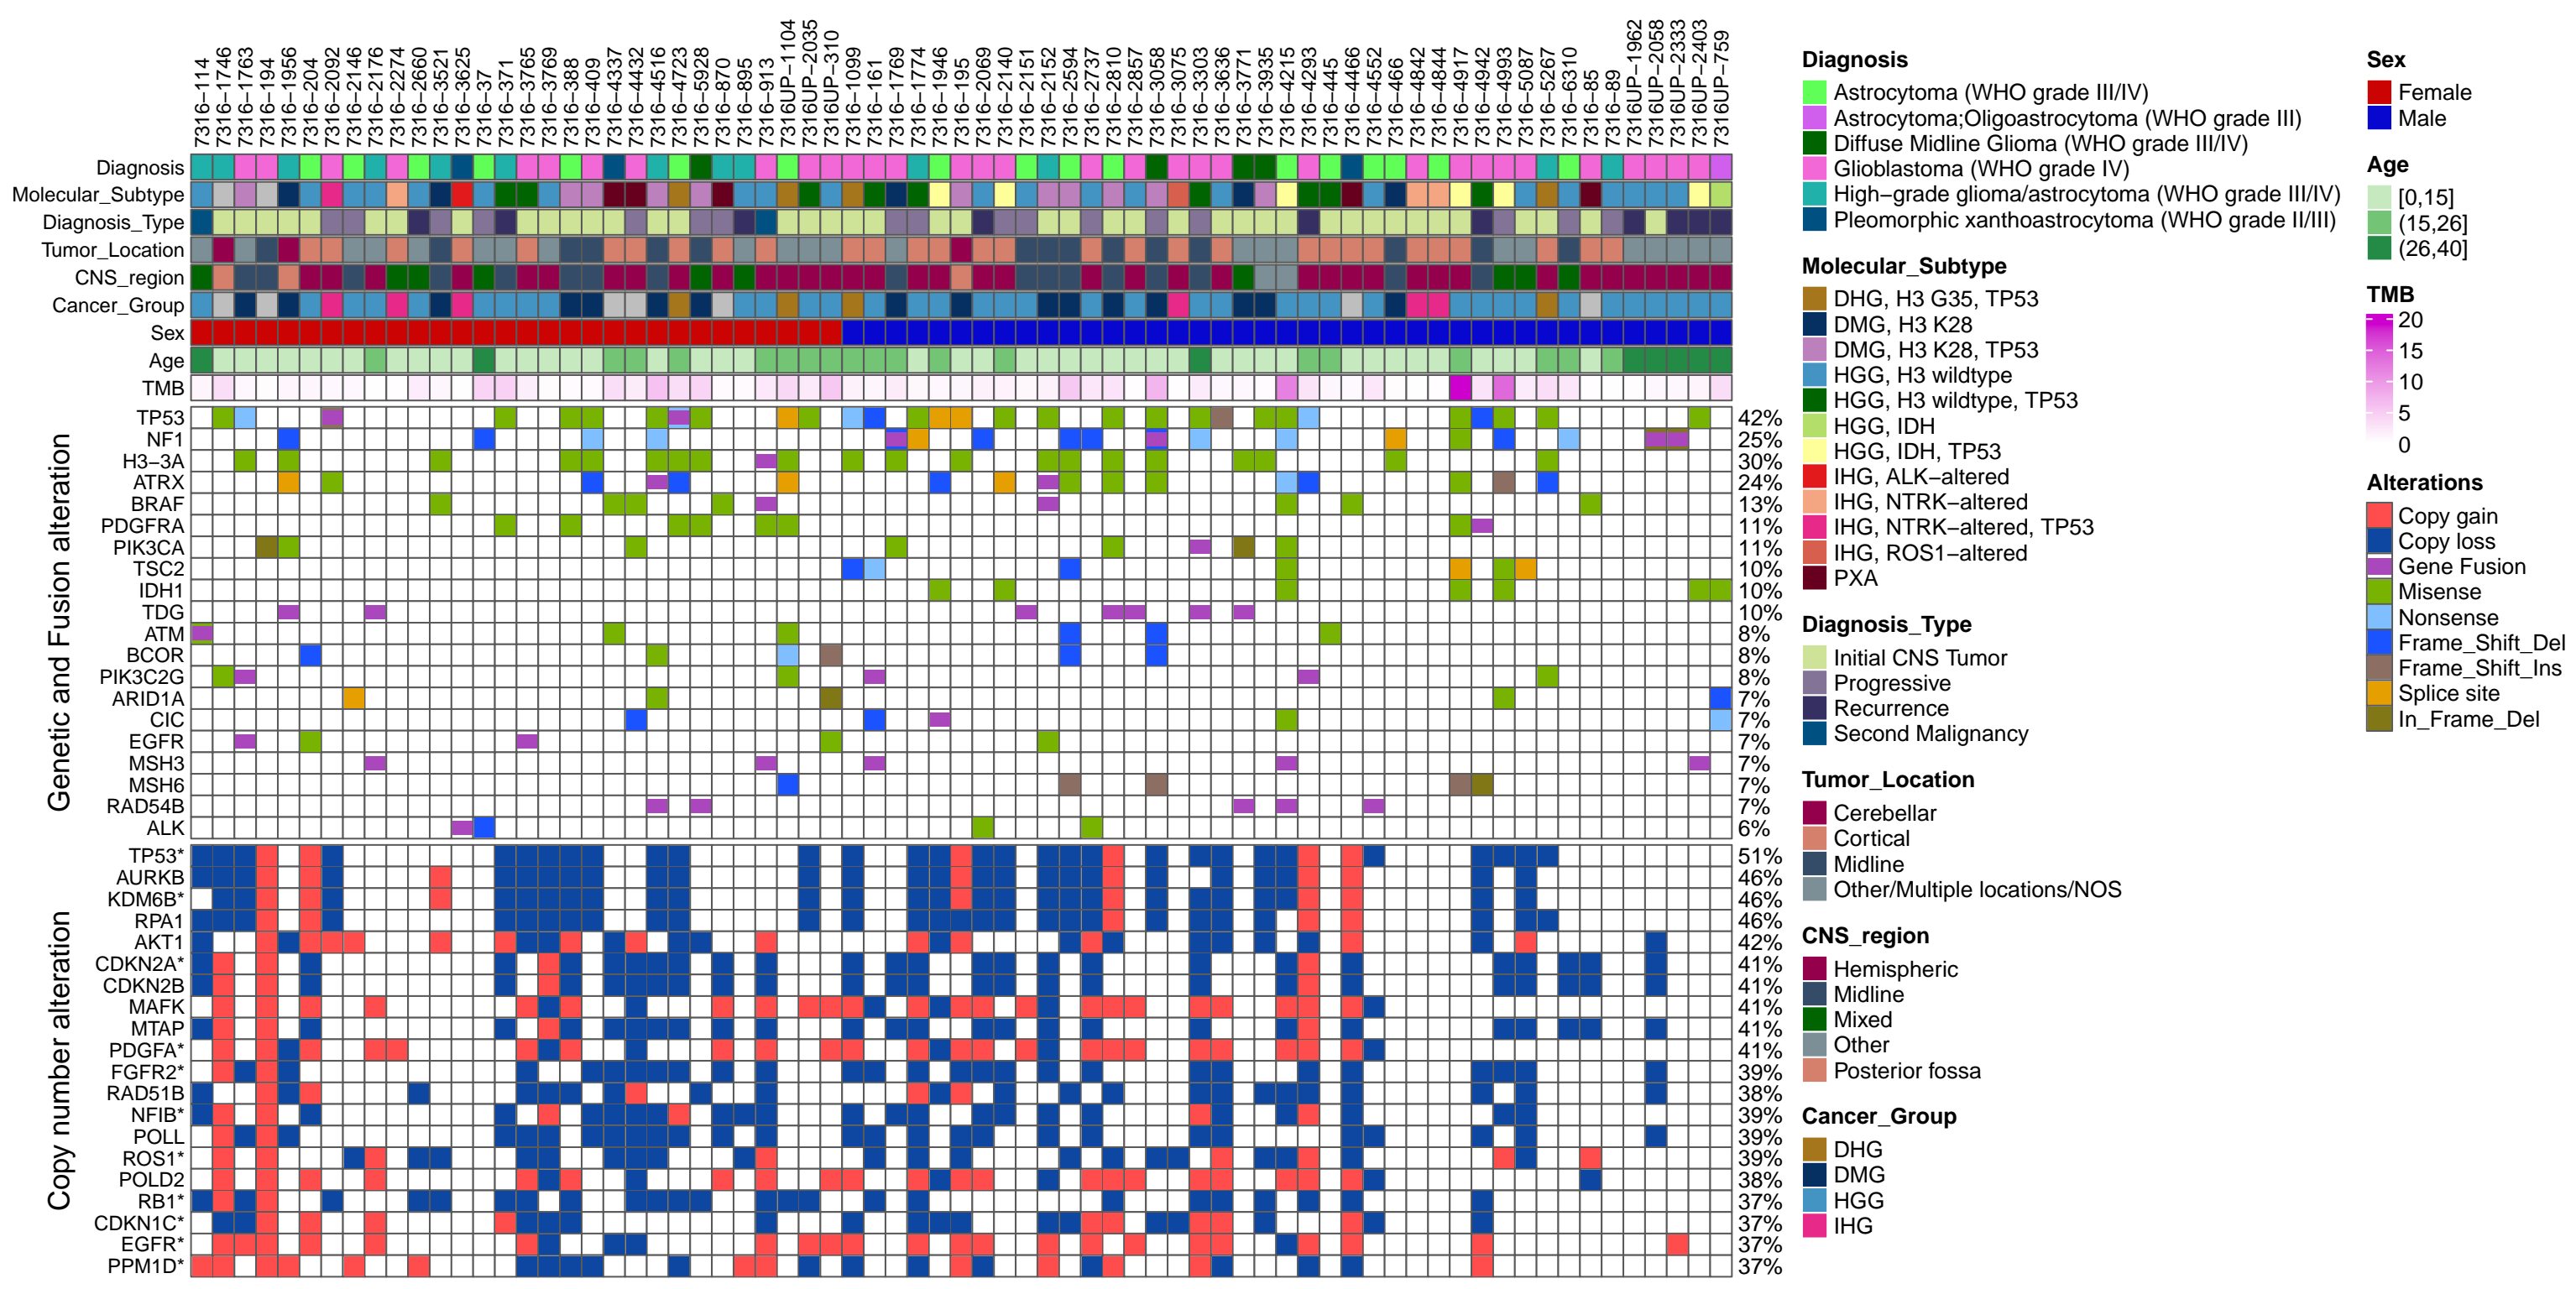 7316−114
7316−1746
7316−1763
7316−194
7316−1956
7316−204
7316−2092
7316−2146
7316−2176
7316−2274
7316−2660
7316−3521
7316−3625
7316−37
7316−371
7316−3765
7316−3769
7316−388
7316−409
7316−4337
7316−4432
7316−4516
7316−4723
7316−5928
7316−870
7316−895
7316−913
7316UP−1104
7316UP−2035
7316UP−310
7316−1099
7316−161
7316−1769
7316−1774
7316−1946
7316−195
7316−2069
7316−2140
7316−2151
7316−2152
7316−2594
7316−2737
7316−2810
7316−2857
7316−3058
7316−3075
7316−3303
7316−3636
7316−3771
7316−3935
7316−4215
7316−4293
7316−445
7316−4466
7316−4552
7316−466
7316−4842
7316−4844
7316−4917
7316−4942
7316−4993
7316−5087
7316−5267
7316−6310
7316−85
7316−89
7316UP−1962
7316UP−2058
7316UP−2333
7316UP−2403
7316UP−759
Diagnosis
Molecular_Subtype
Diagnosis_Type
Tumor_Location
CNS_region
Cancer_Group
Sex
Age
TMB
Genetic and Fusion alteration
TP53 42%
NF1 25%
H3−3A 30%
ATRX 24%
BRAF 13%
PDGFRA 11%
PIK3CA 11%
TSC2 10%
IDH1 10%
TDG 10%
ATM 8%
BCOR 8%
PIK3C2G 8%
ARID1A 7%
CIC 7%
EGFR 7%
MSH3 7%
MSH6 7%
RAD54B 7%
ALK 6%
Copy number alteration
TP53* 51%
AURKB 46%
KDM6B* 46%
RPA1 46%
AKT1 42%
CDKN2A* 41%
CDKN2B 41%
MAFK 41%
MTAP 41%
PDGFA* 41%
FGFR2* 39%
RAD51B 38%
NFIB* 39%
POLL 39%
ROS1* 39%
POLD2 38%
RB1* 37%
CDKN1C* 37%
EGFR* 37%
PPM1D* 37%
Diagnosis
Astrocytoma (WHO grade III/IV)
Astrocytoma;Oligoastrocytoma (WHO grade III)
Diffuse Midline Glioma (WHO grade III/IV)
Glioblastoma (WHO grade IV)
High−grade glioma/astrocytoma (WHO grade III/IV)
Pleomorphic xanthoastrocytoma (WHO grade II/III)
Molecular_Subtype
DHG, H3 G35, TP53
DMG, H3 K28
DMG, H3 K28, TP53
HGG, H3 wildtype
HGG, H3 wildtype, TP53
HGG, IDH
HGG, IDH, TP53
IHG, ALK−altered
IHG, NTRK−altered
IHG, NTRK−altered, TP53
IHG, ROS1−altered
PXA
Diagnosis_Type
Initial CNS Tumor
Progressive
Recurrence
Second Malignancy
Tumor_Location
Cerebellar
Cortical
Midline
Other/Multiple locations/NOS
CNS_region
Hemispheric
Midline
Mixed
Other
Posterior fossa
Cancer_Group
DHG
DMG
HGG
IHG
Sex
Female
Male
Age
[0,15]
(15,26]
(26,40]
TMB
20
15
10
5
0
Alterations
Copy gain
Copy loss
Gene Fusion
Misense
Nonsense
Frame_Shift_Del
Frame_Shift_Ins
Splice site
In_Frame_Del